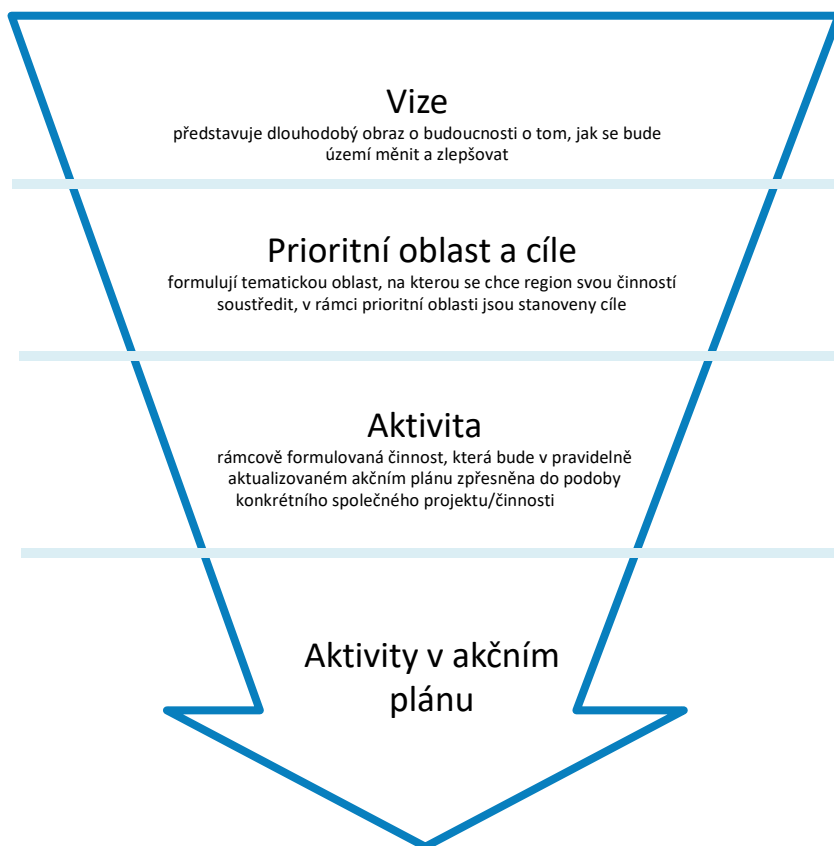 Vize
představuje dlouhodobý obraz o budoucnosti o tom, jak se bude
území měnit a zlepšovat
Prioritní oblast a cíle
formulují tematickou oblast, na kterou se chce region svou činností
soustředit, v rámci prioritní oblasti jsou stanoveny cíle
Aktivita
rámcově formulovaná činnost, která bude v pravidelně
aktualizovaném akčním plánu zpřesněna do podoby
konkrétního společného projektu/činnosti
Aktivity v akčním
plánu